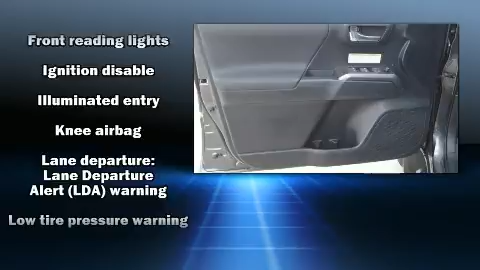 Front reading lights
Ignition disable
Illuminated entry
Knee airbag
Lane departure:
Lane Departure
Alert (LDA) warning
Low tire pressure warning